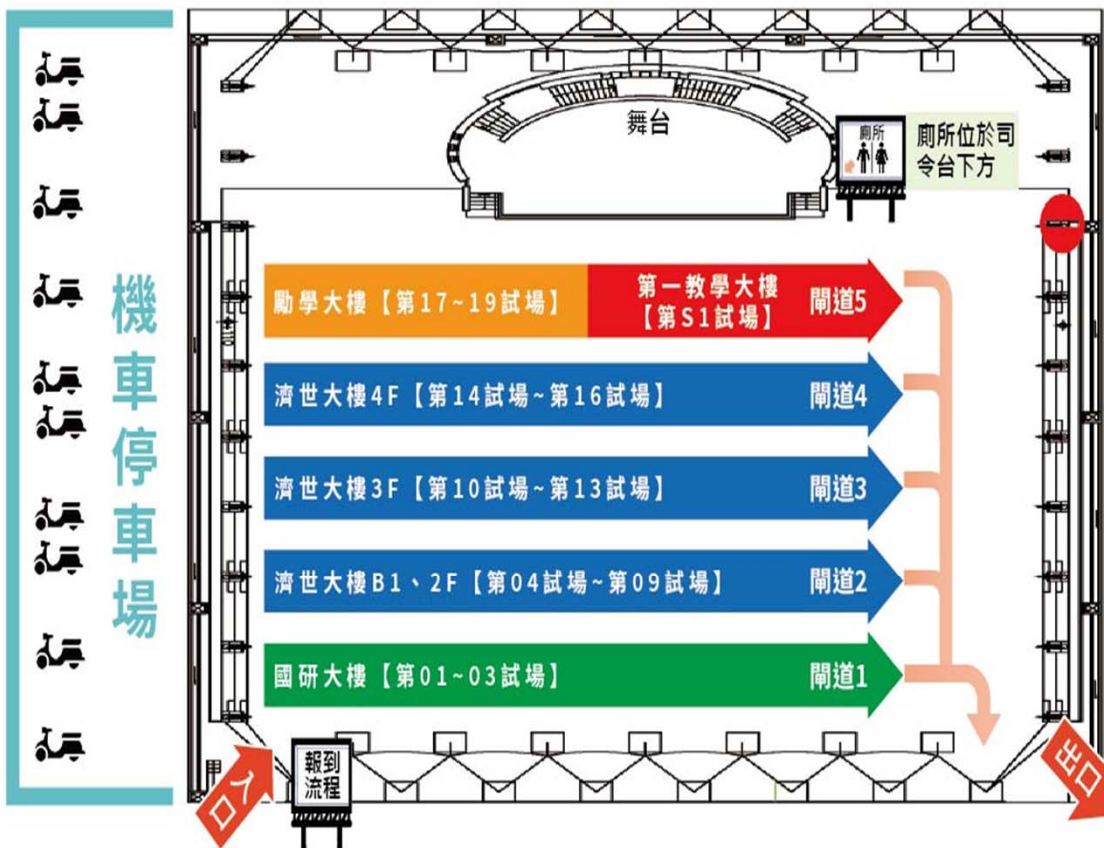 舞台
廁所
廁所位於司
令台下方
機車停車場
勵學大樓【第17~19試場】
第一教學大樓
【第S1試場】
閘道5
濟世大樓4F【第14試場~第16試場】
閘道4
濟世大樓3F【第10試場~第13試場】
閘道3
濟世大樓B1、2F【第04試場~第09試場】
閘道2
國研大樓【第01~03試場】
閘道1
入口
報到
流程
出口